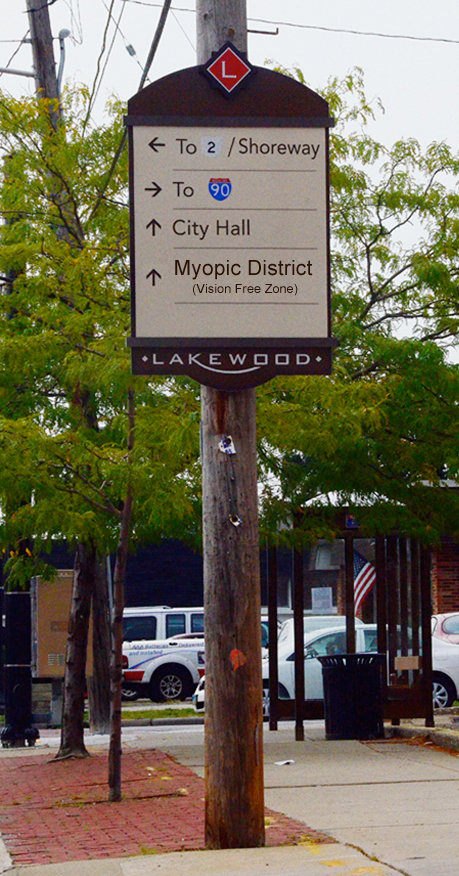 L
← To 2 / Shoreway
→ To 90
↑ City Hall
↑ Myopic District
(Vision Free Zone)
LAKEWOOD